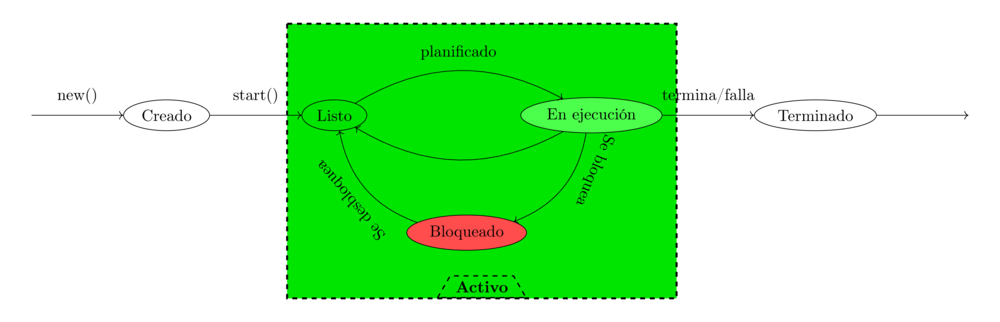 planificado
new()
start()
termina/falla
Creado
Listo
En ejecución
Terminado
Se bloquea
Se desbloquea
Bloqueado
Activo